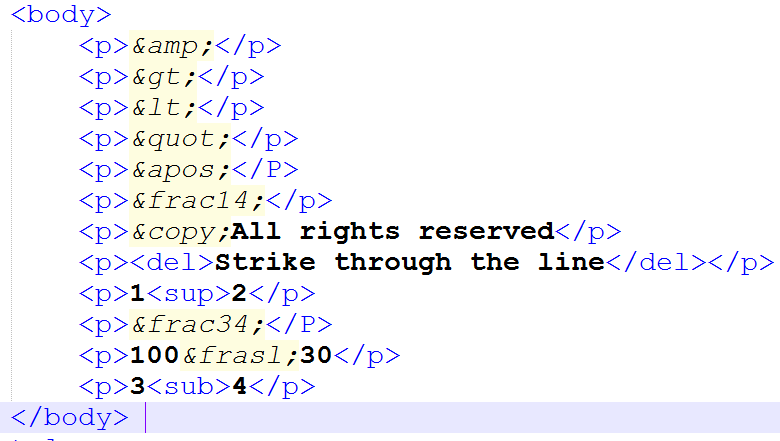 <body>
<p>&amp;</p>
<p>&gt;</p>
<p>&lt;</p>
<p>&quot;</p>
<p>&apos;</P>
<p>&frac14;</p>
<p>&copy;All rights reserved</p>
<p><del>Strike through the line</del></p>
<p>1<sup>2</p>
<p>&frac34;</P>
<p>100&frasl;30</p>
<p>3<sub>4</p>
</body>